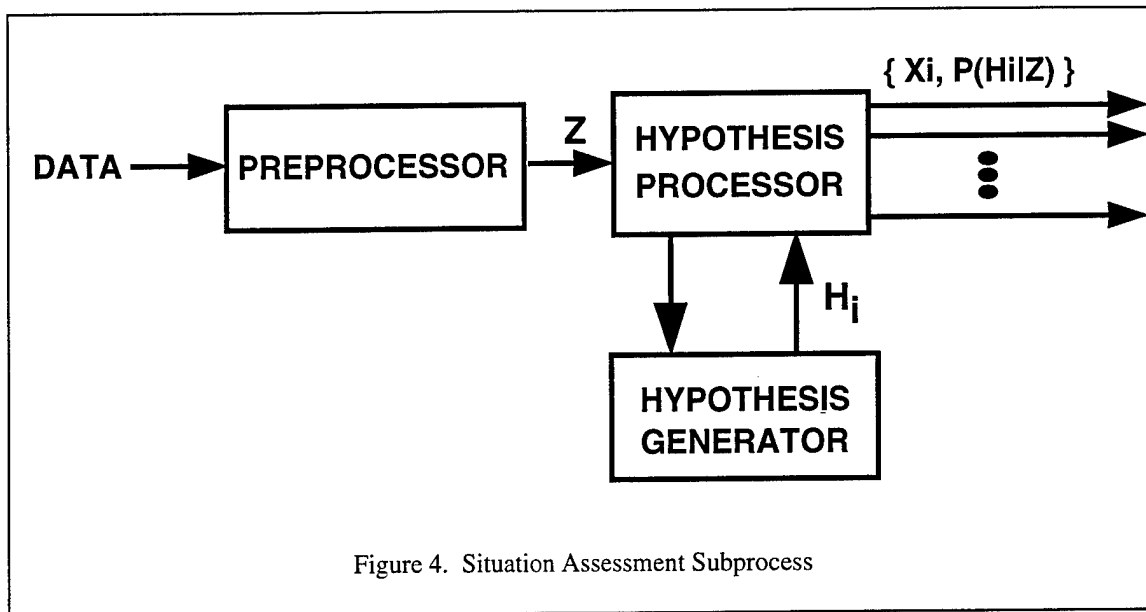 { Xi, P(Hi|Z) }
DATA
PREPROCESSOR
Z
HYPOTHESIS
PROCESSOR
Hi
HYPOTHESIS
GENERATOR
Figure 4. Situation Assessment Subprocess